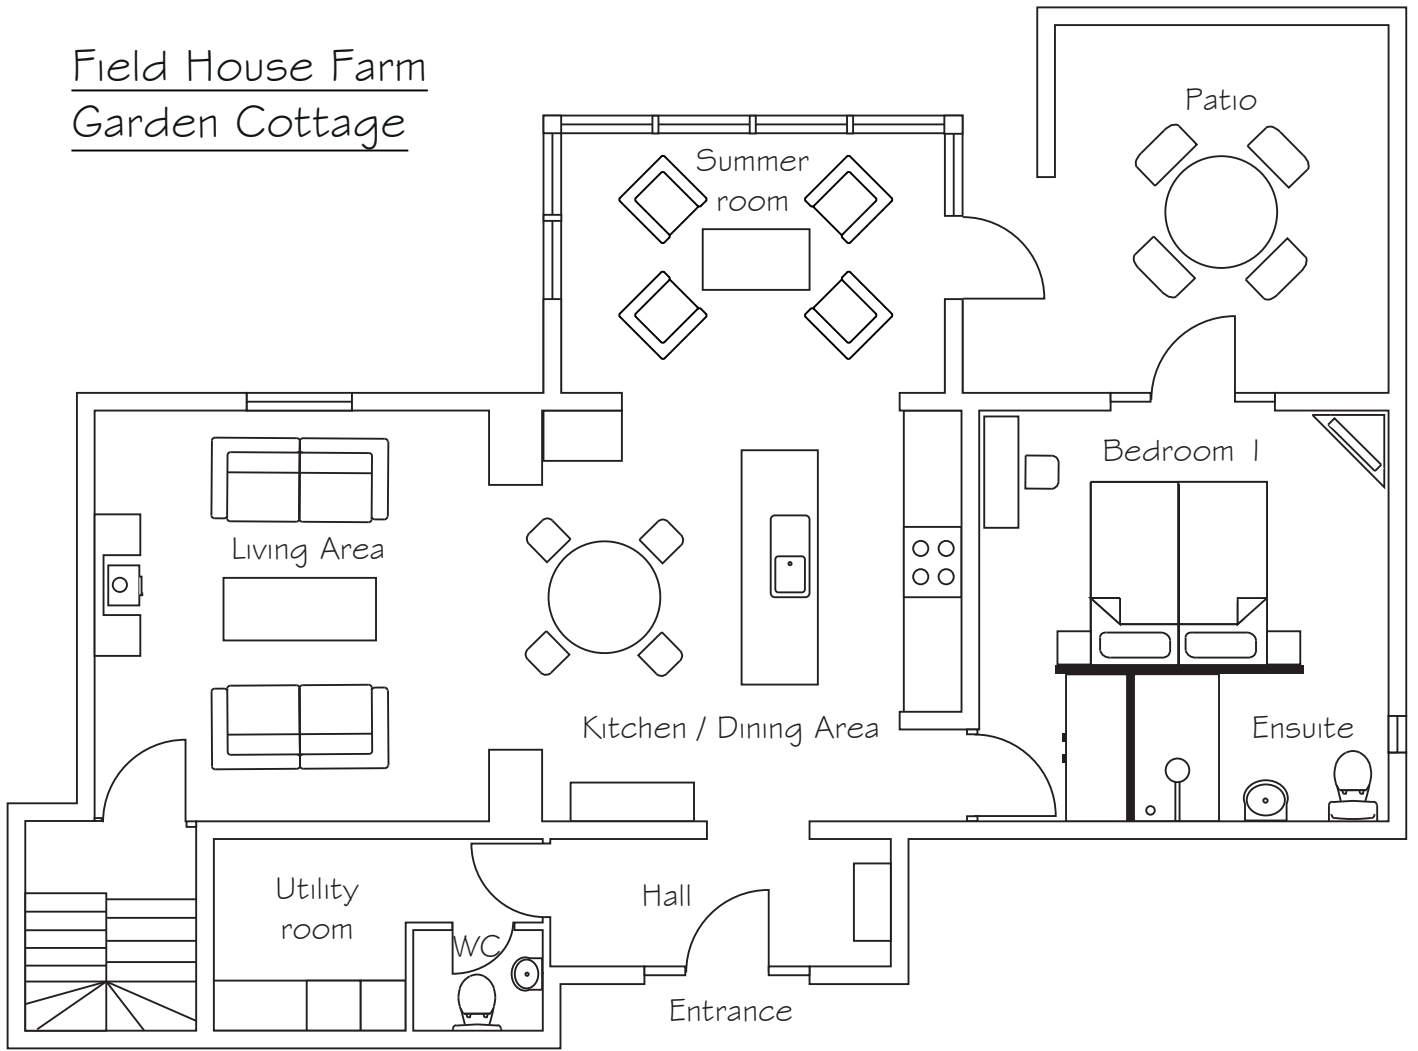 Field House Farm
Garden Cottage
Patio
Summer
room
Bedroom 1
Living Area
Kitchen / Dining Area
Ensuite
Utility
room
Hall
WC
Entrance